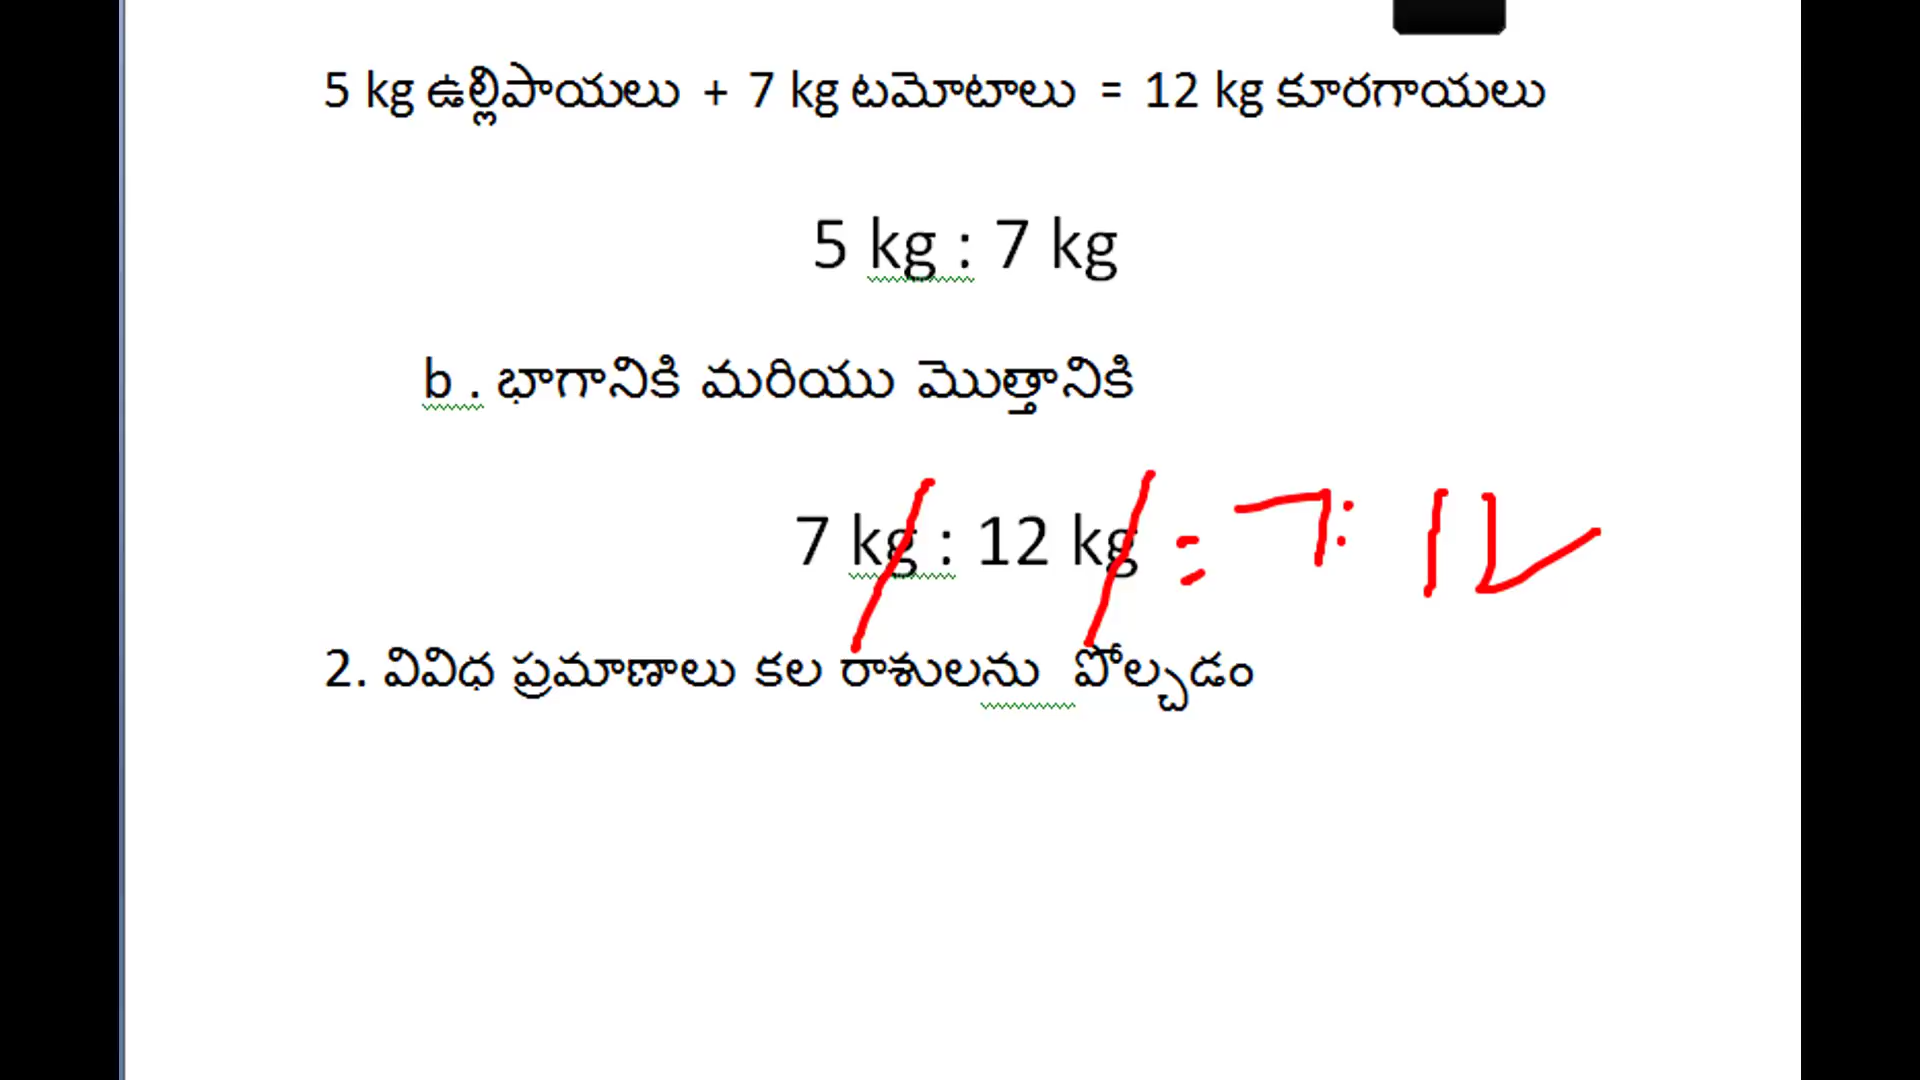 5 kg ఉల్లిపాయలు + 7 kg టమోటాలు = 12 kg కూరగాయలు
5 kg : 7 kg
b . భాగానికి మరియు మొత్తానికి
7 kg : 12 kg = 7 : 12
2. వివిధ ప్రమాణాలు కల రాశులను పోల్చడం